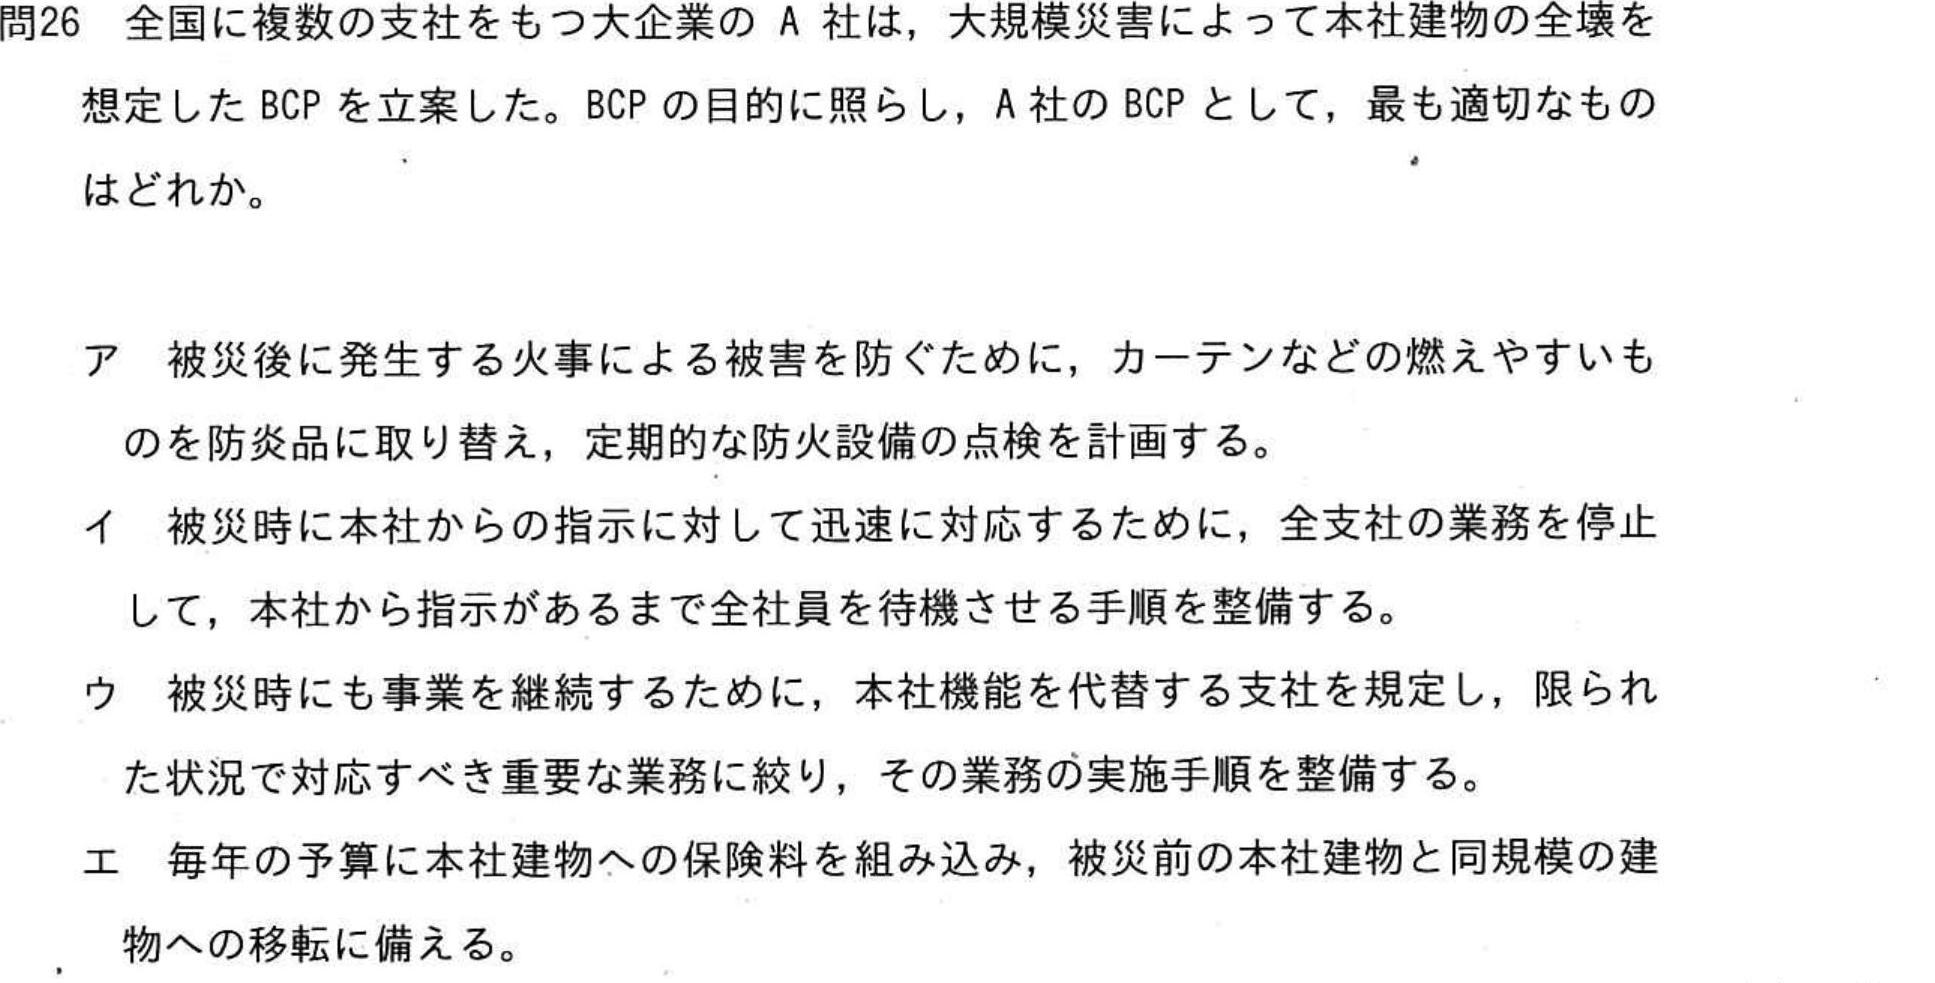 問26 全国に複数の支社をもつ大企業の A 社は，大規模災害によって本社建物の全壊を
想定した BCP を立案した。BCP の目的に照らし，A 社の BCP として，最も適切なもの
はどれか。
ア 被災後に発生する火事による被害を防ぐために，カーテンなどの燃えやすいも
のを防炎品に取り替え，定期的な防火設備の点検を計画する。
イ 被災時に本社からの指示に対して迅速に対応するために，全支社の業務を停止
して，本社から指示があるまで全社員を待機させる手順を整備する。
ウ 被災時にも事業を継続するために，本社機能を代替する支社を規定し，限られ
た状況で対応すべき重要な業務に絞り，その業務の実施手順を整備する。
エ 毎年の予算に本社建物への保険料を組み込み，被災前の本社建物と同規模の建
物への移転に備える。